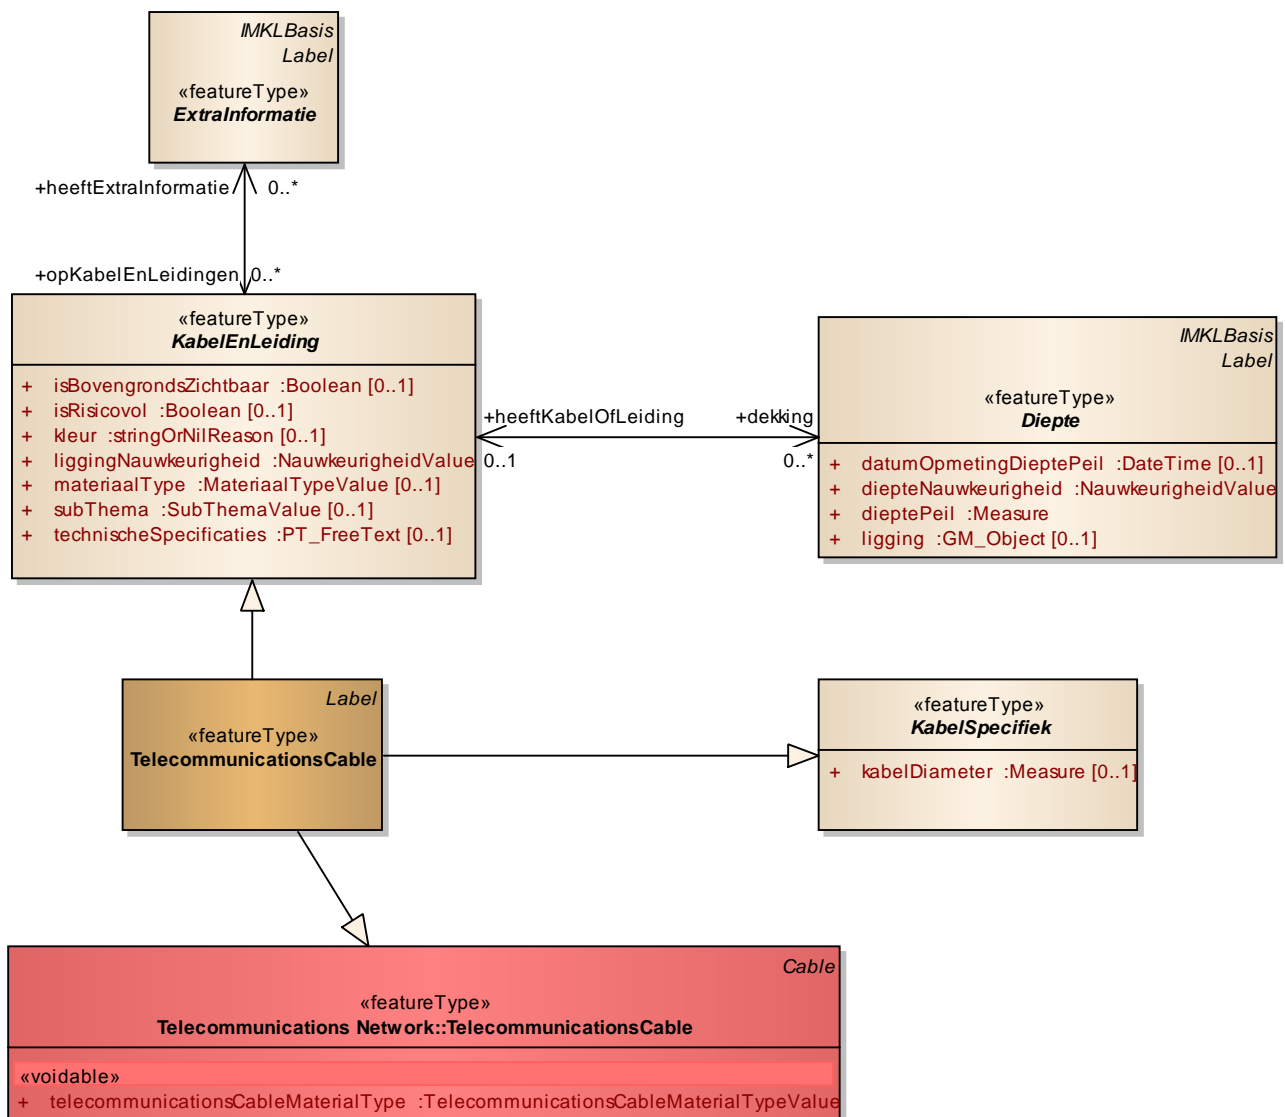 IMKLBasis
Label
«featureType»
ExtraInformatie
+heeftExtraInformatie 0..*
+opKabelEnLeidingen 0..*
«featureType»
KabelEnLeiding
+ isBovengrondsZichtbaar :Boolean [0..1]
+ isRisicovol :Boolean [0..1]
+ kleur :stringOrNilReason [0..1]
+ liggingNauwkeurigheid :NauwkeurigheidValue
+ materiaalType :MateriaalTypeValue [0..1]
+ subThema :SubThemaValue [0..1]
+ technischeSpecificaties :PT_FreeText [0..1]
+heeftKabelOfLeiding +dekking
0..1 0..*
IMKLBasis
Label
«featureType»
Diepte
+ datumOpmetingDieptePeil :DateTime [0..1]
+ diepteNauwkeurigheid :NauwkeurigheidValue
+ dieptePeil :Measure
+ ligging :GM_Object [0..1]
Label
«featureType»
TelecommunicationsCable
«featureType»
KabelSpecifiek
+ kabelDiameter :Measure [0..1]
Cable
«featureType»
Telecommunications Network::TelecommunicationsCable
«voidable»
+ telecommunicationsCableMaterialType :TelecommunicationsCableMaterialTypeValue